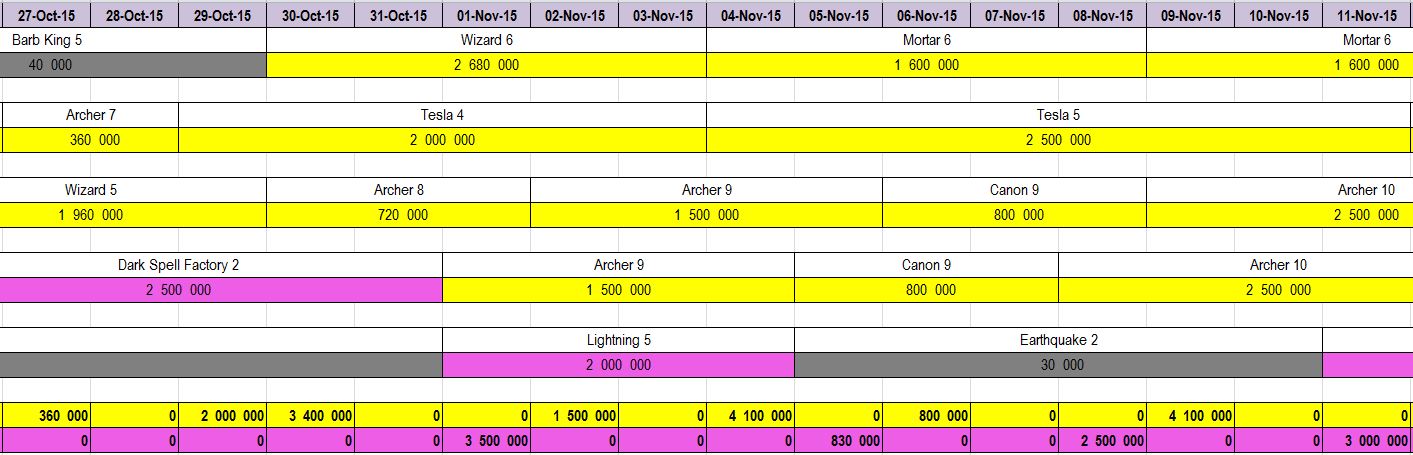 27-Oct-15 28-Oct-15 29-Oct-15 30-Oct-15 31-Oct-15 01-Nov-15 02-Nov-15 03-Nov-15 04-Nov-15 05-Nov-15 06-Nov-15 07-Nov-15 08-Nov-15 09-Nov-15 10-Nov-15 11-Nov-15
Barb King 5 Wizard 6 Mortar 6 Mortar 6
40 000 2 680 000 1 600 000 1 600 000
Archer 7 Tesla 4 Tesla 5
360 000 2 000 000 2 500 000
Wizard 5 Archer 8 Archer 9 Canon 9 Archer 10
1 960 000 720 000 1 500 000 800 000 2 500 000
Dark Spell Factory 2 Archer 9 Canon 9 Archer 10
2 500 000 1 500 000 800 000 2 500 000
Lightning 5 Earthquake 2
2 000 000 30 000
360 000 0 2 000 000 3 400 000 0 0 1 500 000 0 4 100 000 0 800 000 0 0 4 100 000 0 0
0 0 0 0 0 3 500 000 0 0 0 830 000 0 0 2 500 000 0 0 3 000 000